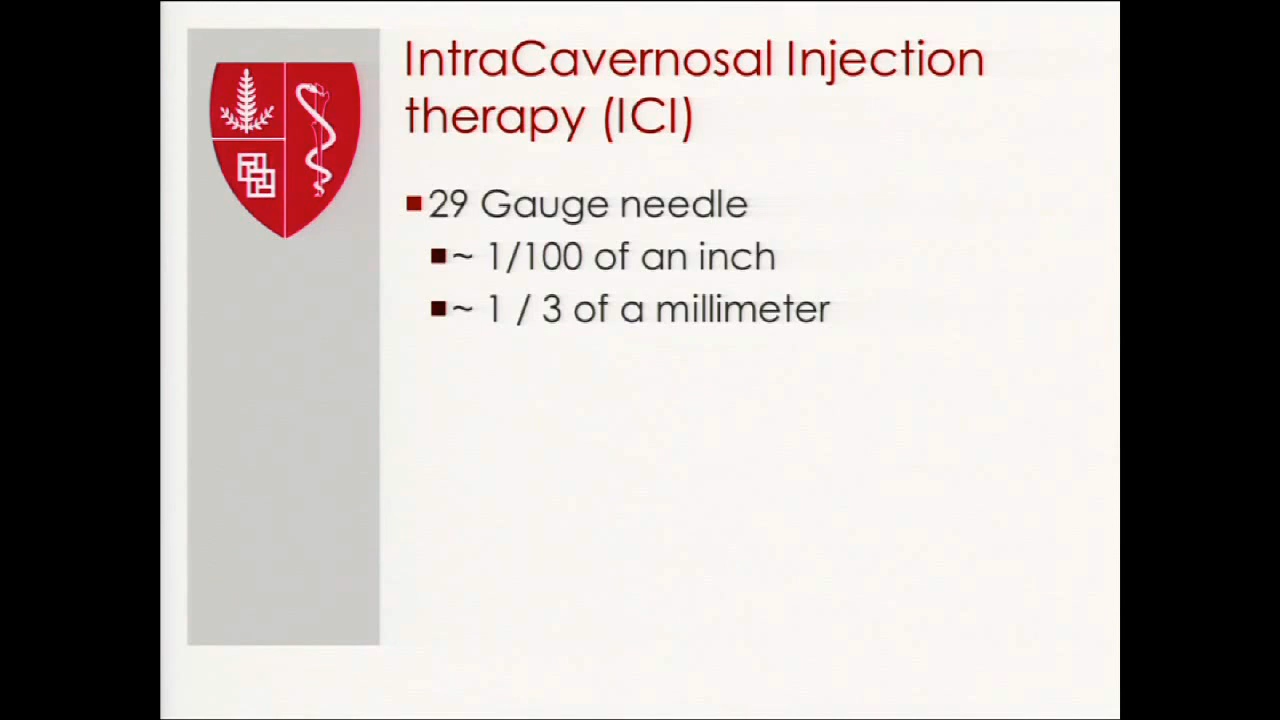 IntraCavernosal Injection
therapy (ICI)
29 Gauge needle
~ 1/100 of an inch
~ 1 / 3 of a millimeter